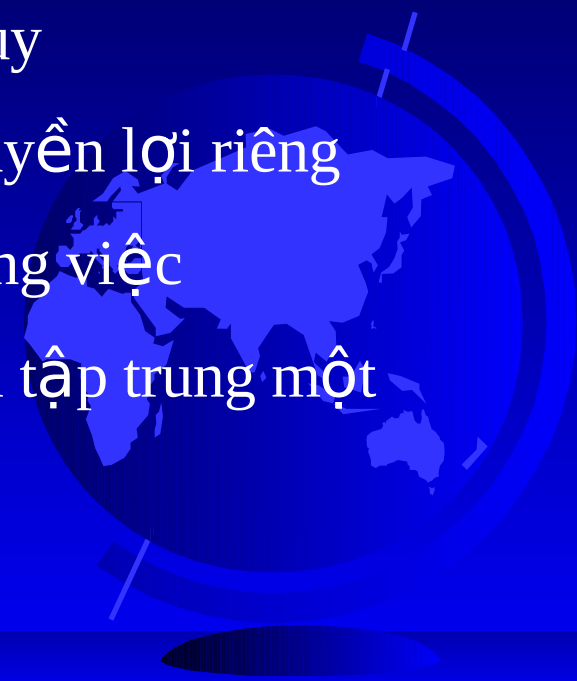 uy
yền lợi riêng
ng việc
tập trung một